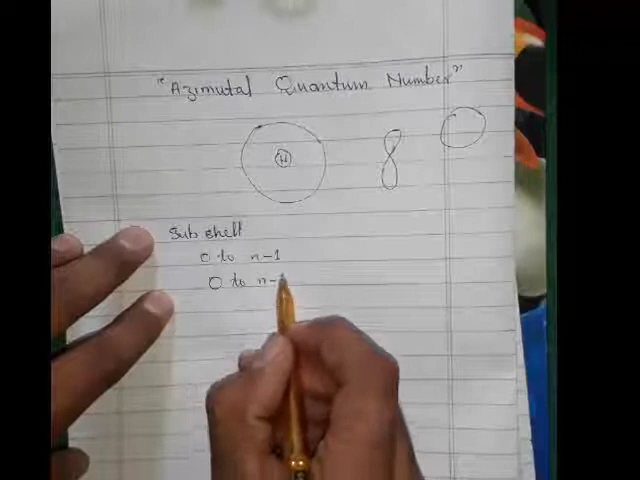 "Azimutal Quantum Number"
H
Sub shell
0 to n-1
0 to n-